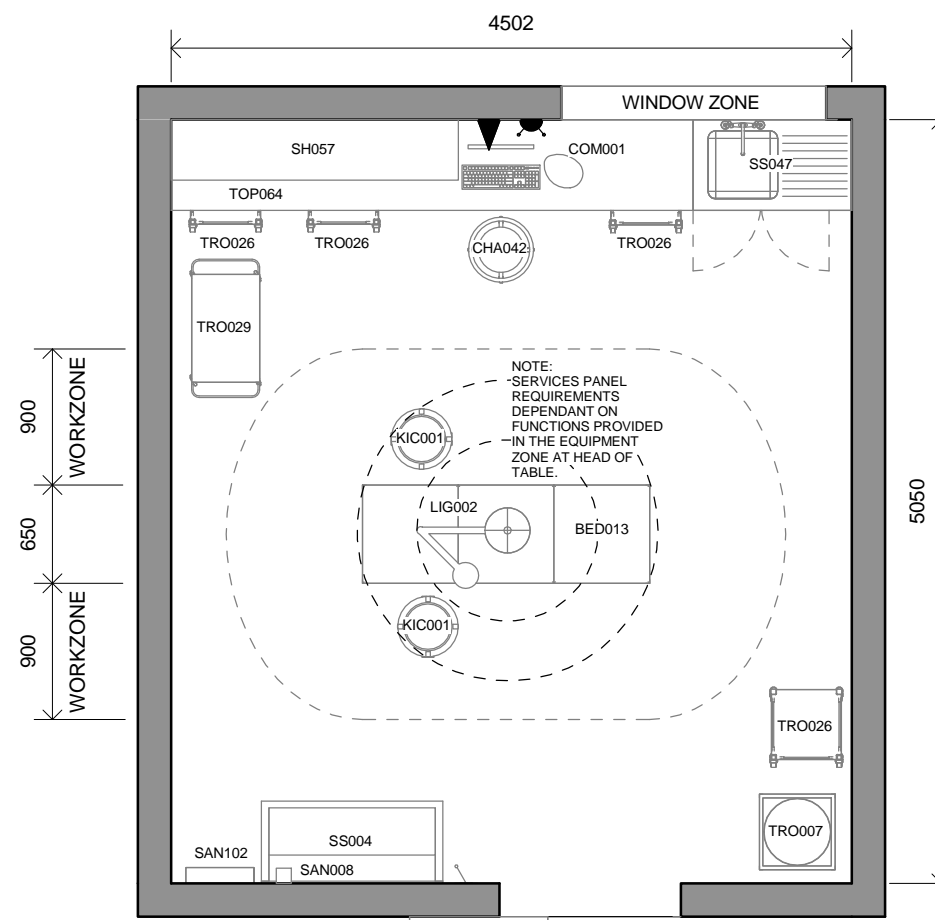 4502
WINDOW ZONE
SH057
COM001
SS047
TOP064
TRO026
TRO026
CHA042
TRO026
TRO029
NOTE:
SERVICES PANEL
REQUIREMENTS
DEPENDANT ON
FUNCTIONS PROVIDED
IN THE EQUIPMENT
ZONE AT HEAD OF
TABLE.
900
WORKZONE
KIC001
650
LIG002
BED013
5050
900
WORKZONE
KIC001
TRO026
TRO007
SS004
SAN102
SAN008